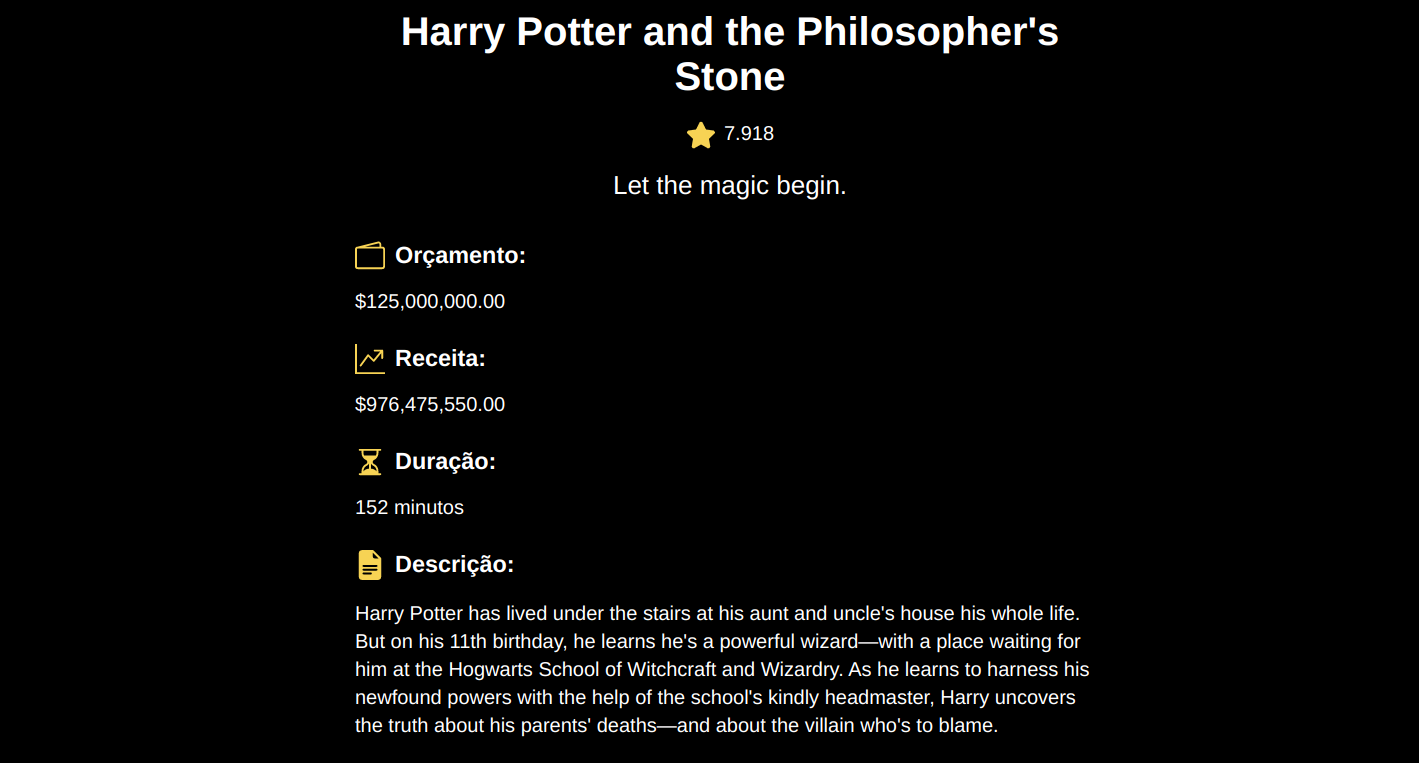 Harry Potter and the Philosopher's
Stone
7.918
Let the magic begin.
Orçamento:
$125,000,000.00
Receita:
$976,475,550.00
Duração:
152 minutos
Descrição:
Harry Potter has lived under the stairs at his aunt and uncle's house his whole life.
But on his 11th birthday, he learns he's a powerful wizard—with a place waiting for
him at the Hogwarts School of Witchcraft and Wizardry. As he learns to harness his
newfound powers with the help of the school's kindly headmaster, Harry uncovers
the truth about his parents' deaths—and about the villain who's to blame.